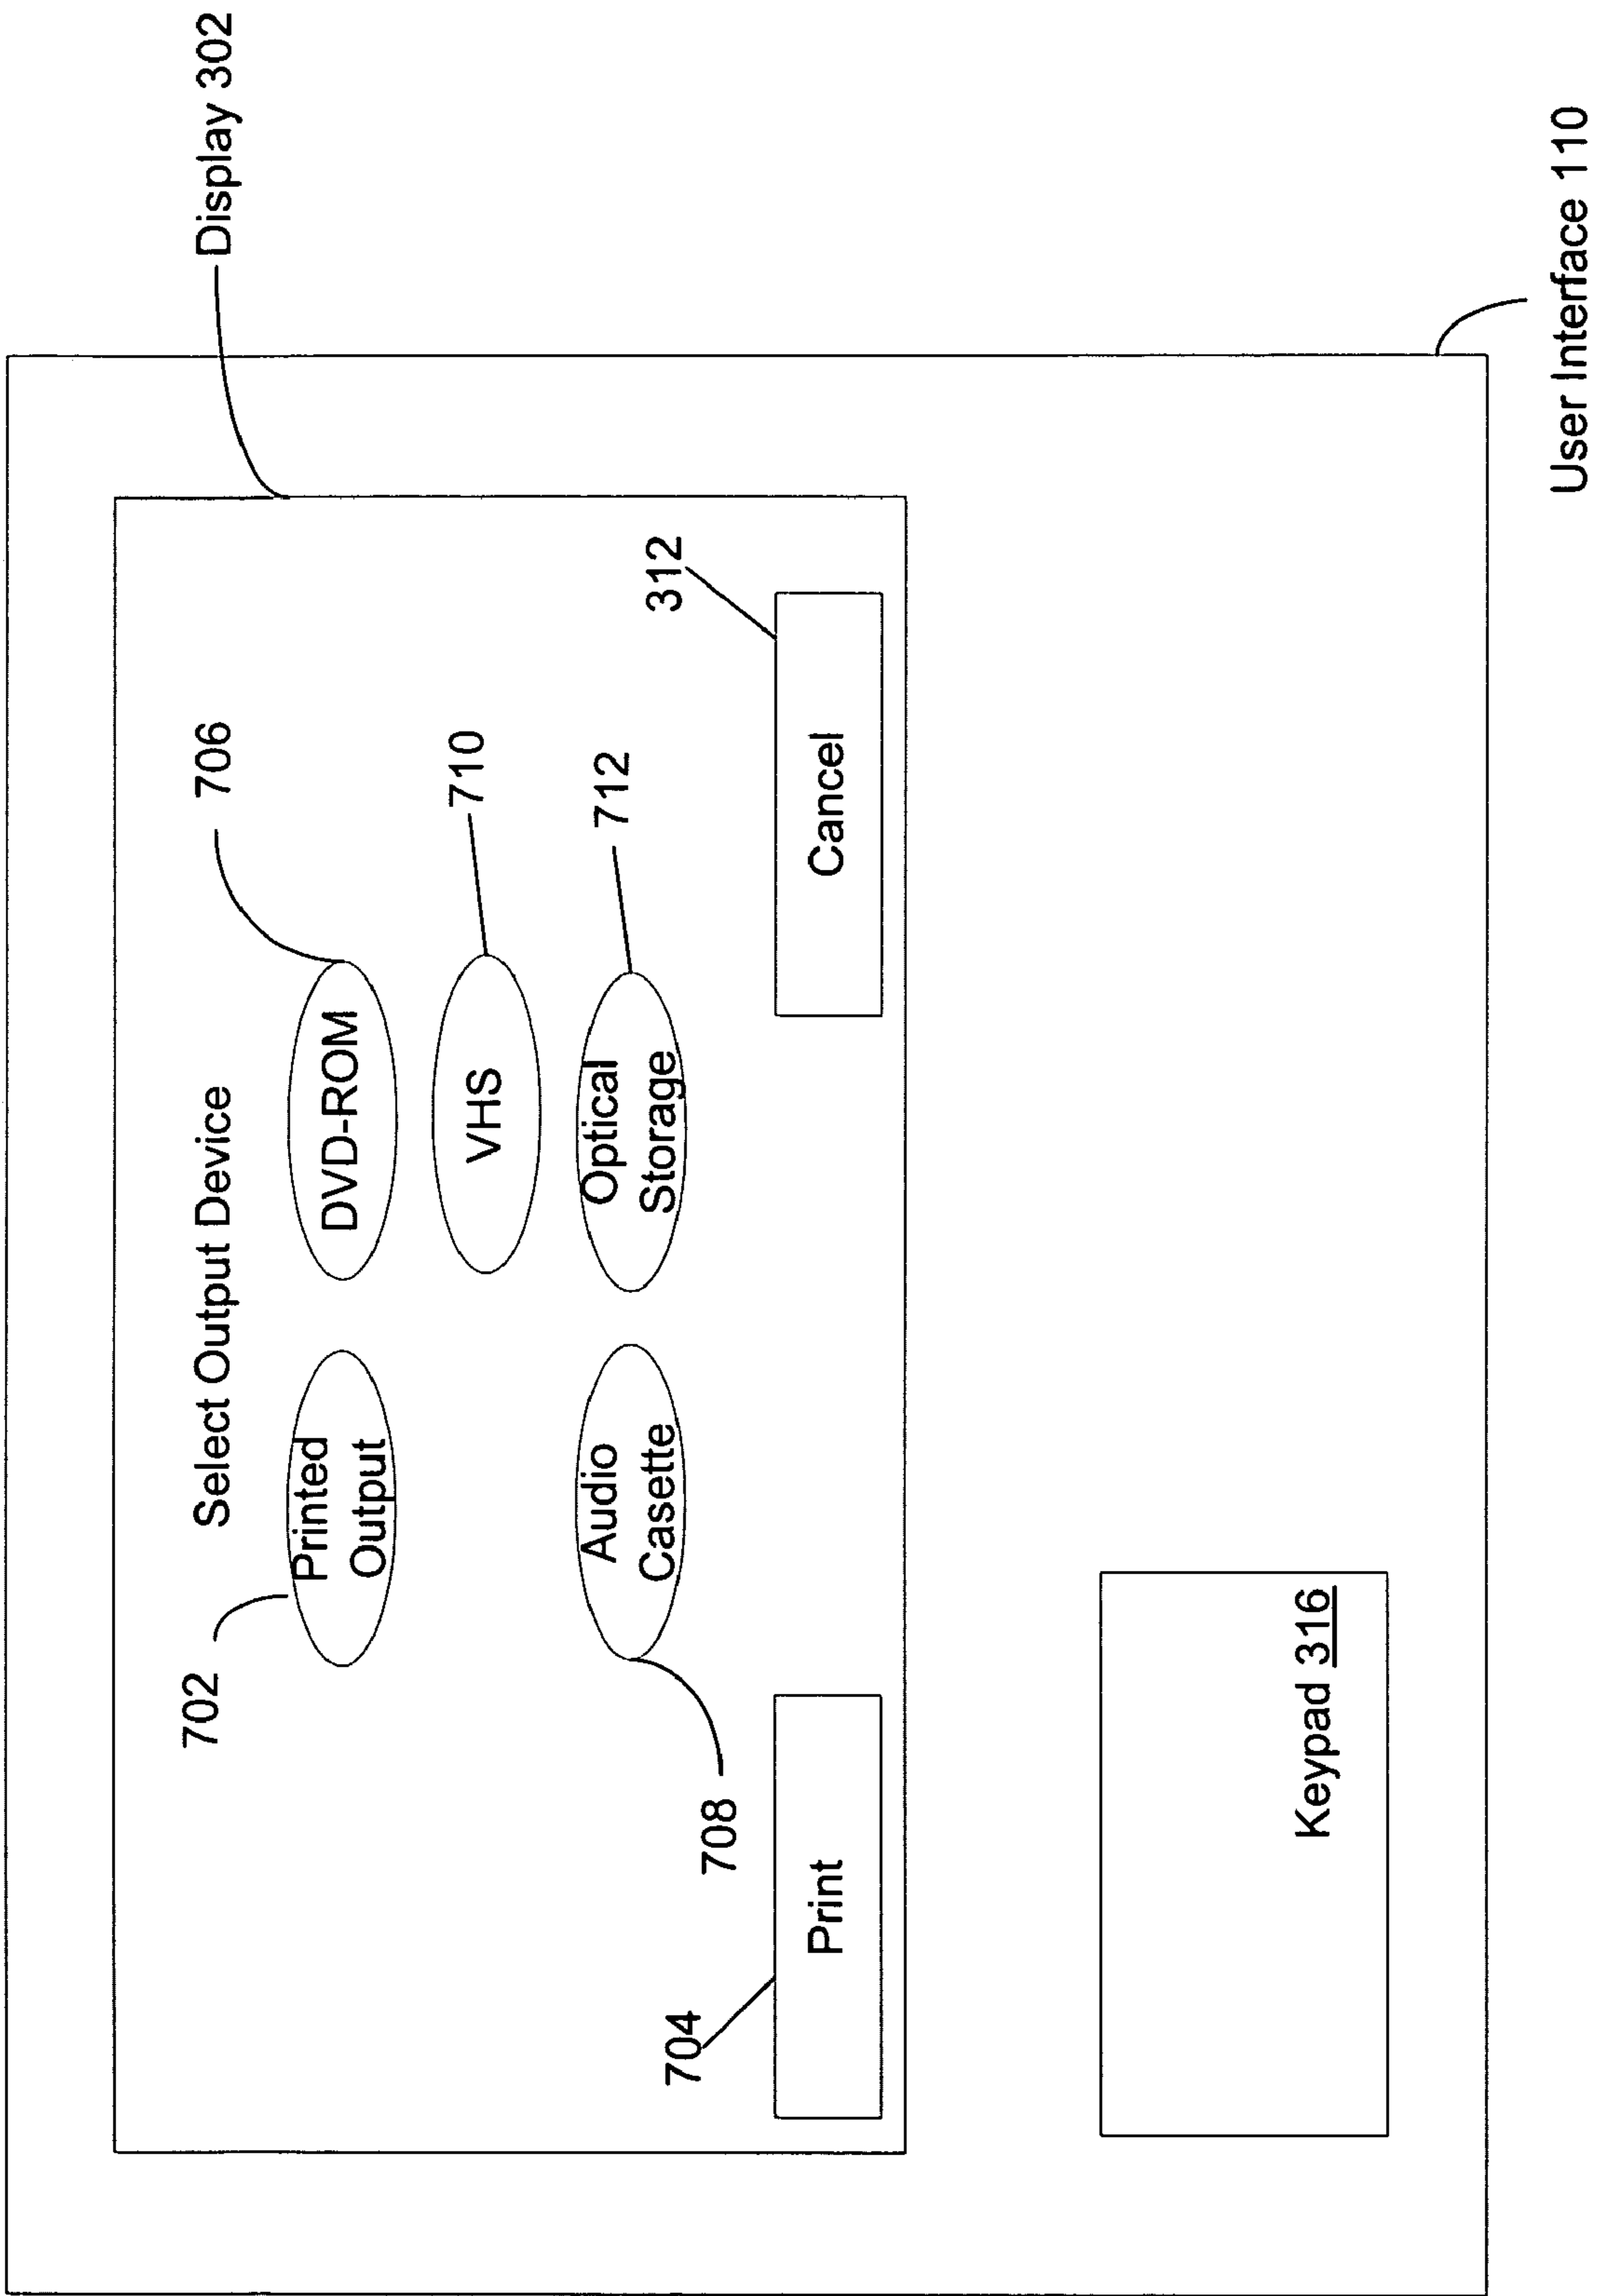 Display 302
Select Output Device
702
706
Printed
Output
DVD-ROM
710
VHS
712
Audio
Casette
Optical
Storage
708
312
704
Print
Cancel
Keypad 316
User Interface 110